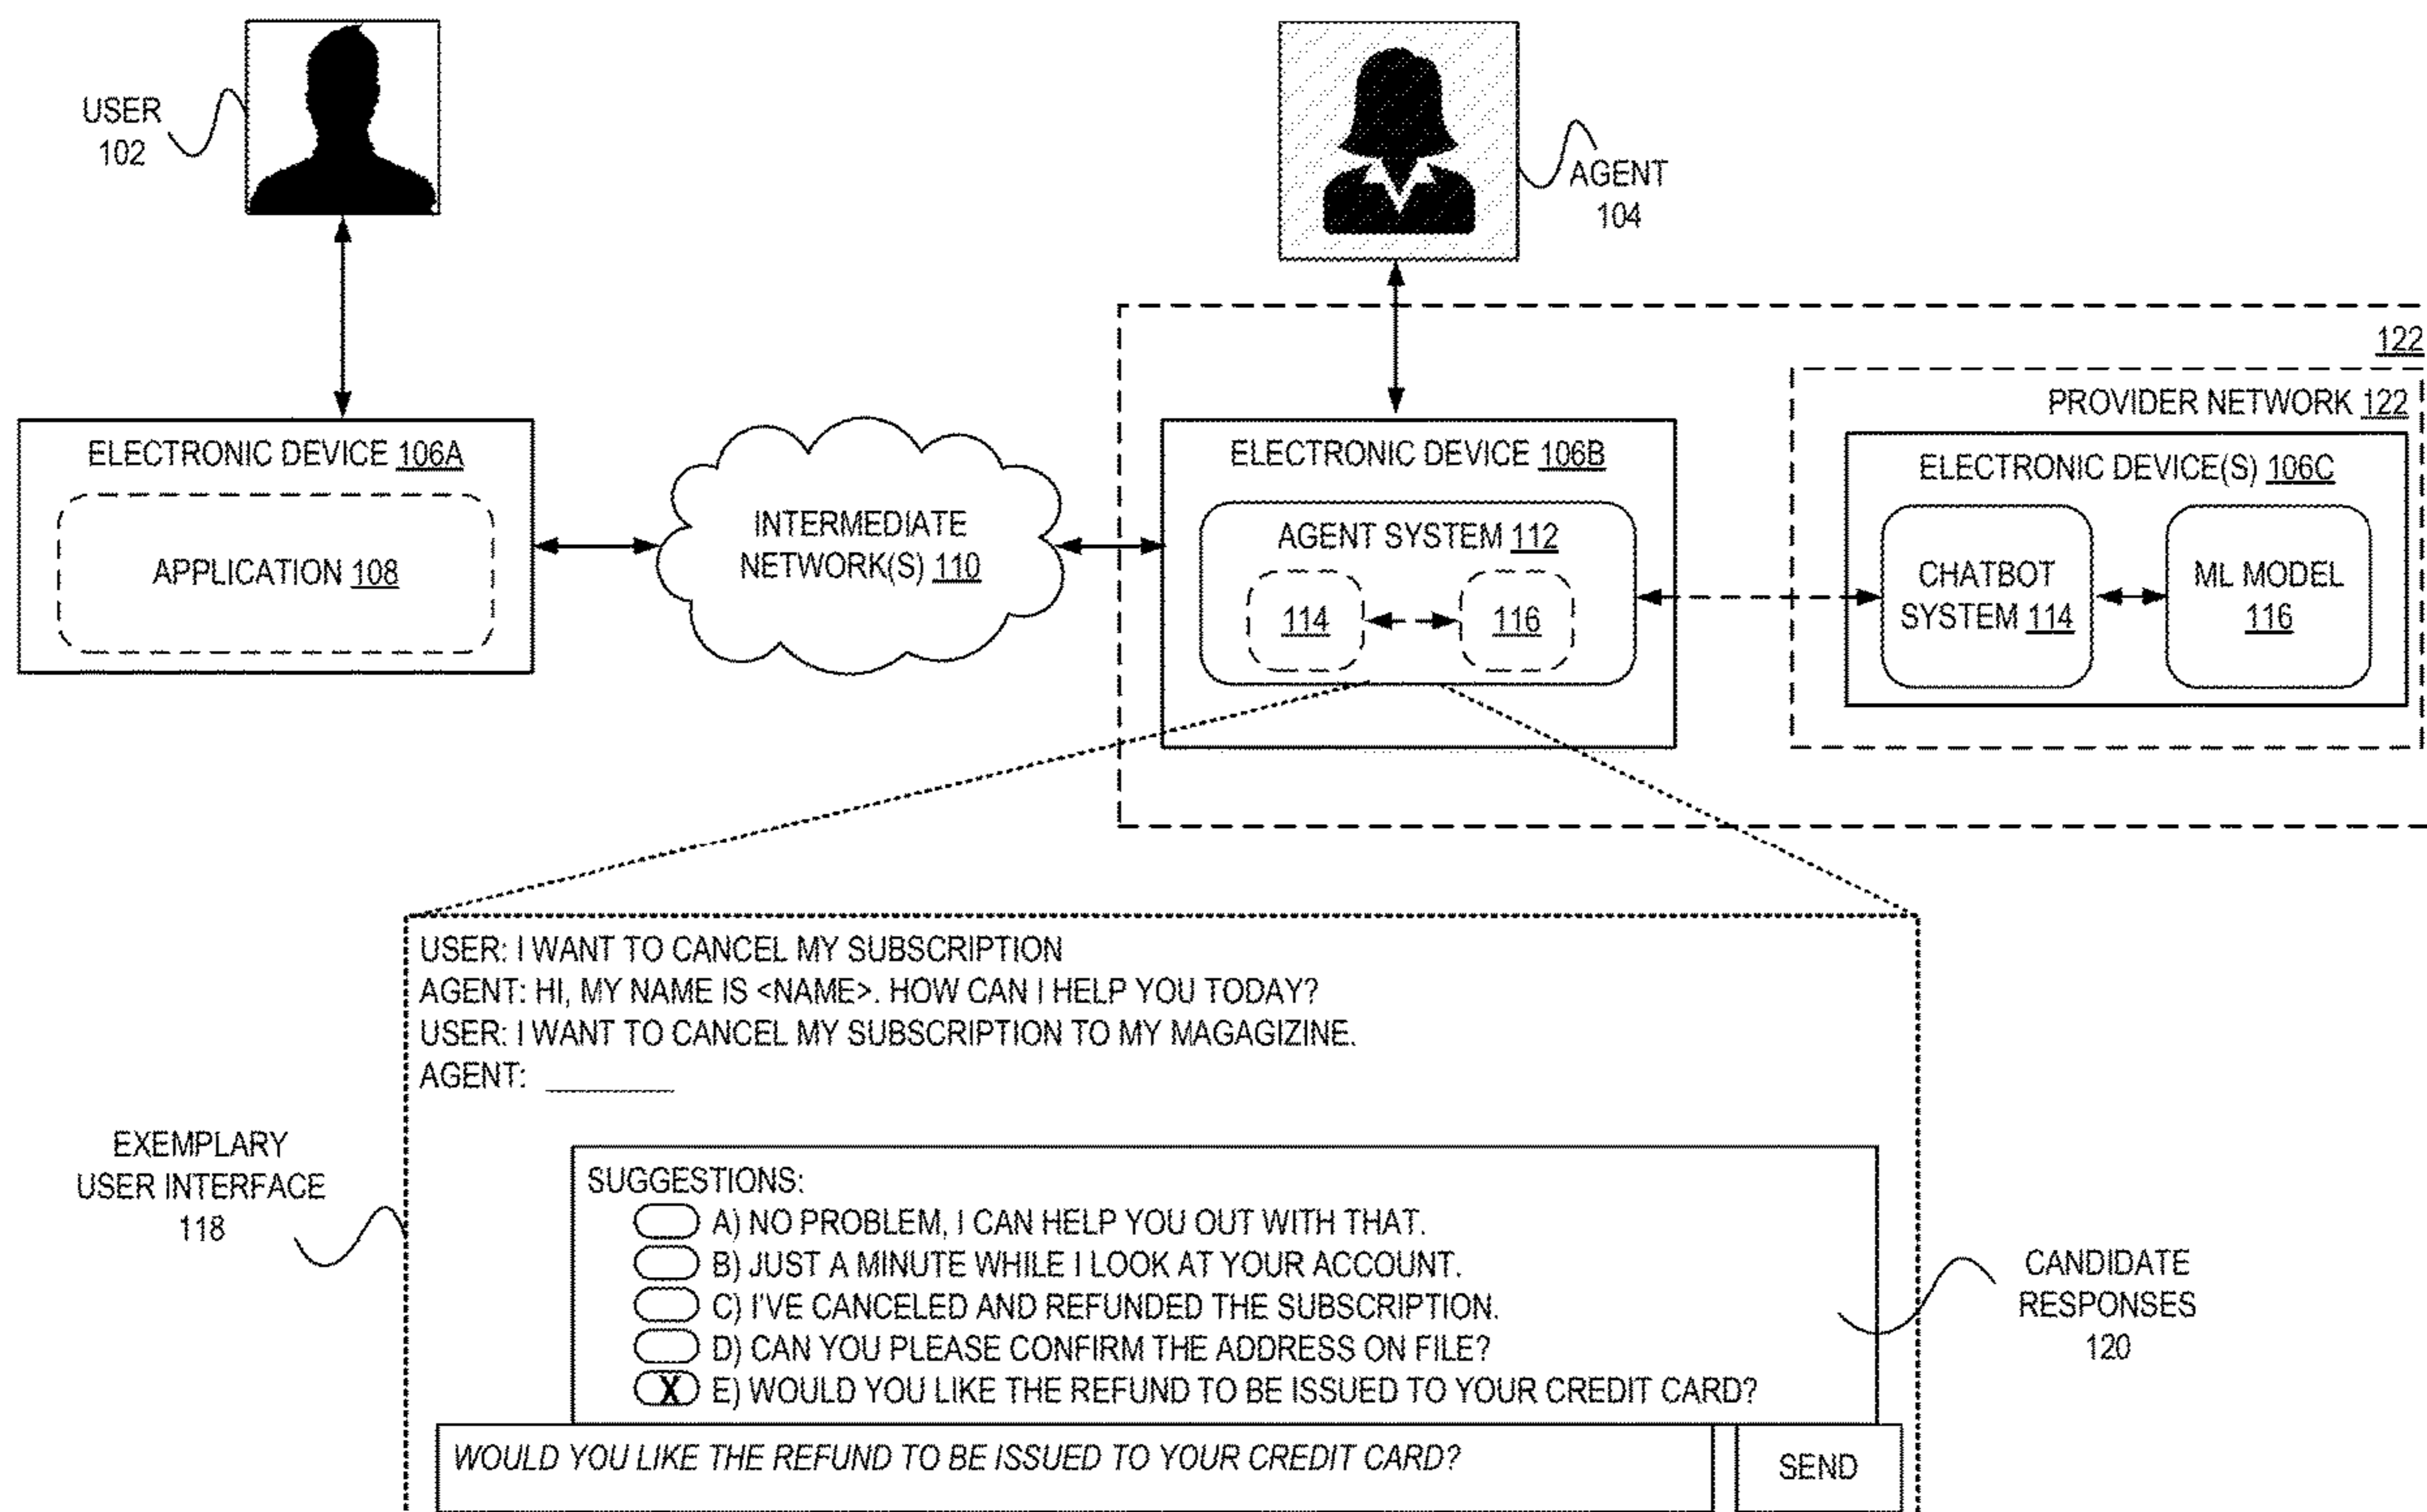 USER
102
AGENT
104
122
PROVIDER NETWORK 122
ELECTRONIC DEVICE 106A
APPLICATION 108
INTERMEDIATE
NETWORK(S) 110
ELECTRONIC DEVICE 106B
AGENT SYSTEM 112
114
116
ELECTRONIC DEVICE(S) 106C
CHATBOT
SYSTEM 114
ML MODEL
116
USER: I WANT TO CANCEL MY SUBSCRIPTION
AGENT: HI, MY NAME IS <NAME>. HOW CAN I HELP YOU TODAY?
USER: I WANT TO CANCEL MY SUBSCRIPTION TO MY MAGAGIZINE.
AGENT: ________
EXEMPLARY
USER INTERFACE
118
SUGGESTIONS:
A) NO PROBLEM, I CAN HELP YOU OUT WITH THAT.
B) JUST A MINUTE WHILE I LOOK AT YOUR ACCOUNT.
C) I'VE CANCELED AND REFUNDED THE SUBSCRIPTION.
D) CAN YOU PLEASE CONFIRM THE ADDRESS ON FILE?
X E) WOULD YOU LIKE THE REFUND TO BE ISSUED TO YOUR CREDIT CARD?
CANDIDATE
RESPONSES
120
WOULD YOU LIKE THE REFUND TO BE ISSUED TO YOUR CREDIT CARD?
SEND